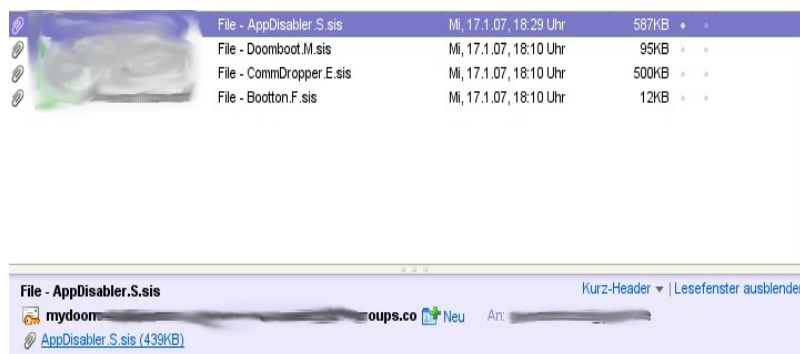 File - AppDisabler.S.sis Mi, 17.1.07, 18:29 Uhr 587KB
File - Doomboot.M.sis Mi, 17.1.07, 18:10 Uhr 95KB
File - CommDropper.E.sis Mi, 17.1.07, 18:10 Uhr 500KB
File - Bootton.F.sis Mi, 17.1.07, 18:10 Uhr 12KB
File - AppDisabler.S.sis Kurz-Header | Lesefenster ausblenden
mydoom oups.co Neu An:
AppDisabler.S.sis (439KB)